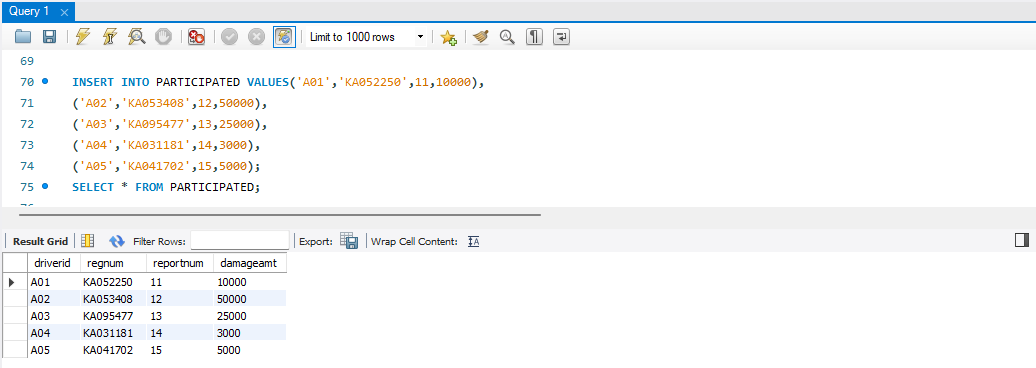 Query 1
Limit to 1000 rows
69
70 INSERT INTO PARTICIPATED VALUES('A01','KA052250',11,10000),
71 ('A02','KA053408',12,50000),
72 ('A03','KA095477',13,25000),
73 ('A04','KA031181',14,3000),
74 ('A05','KA041702',15,5000);
75 SELECT * FROM PARTICIPATED;
Result Grid Filter Rows: Export: Wrap Cell Content:
driverid regnum reportnum damageamt
A01 KA052250 11 10000
A02 KA053408 12 50000
A03 KA095477 13 25000
A04 KA031181 14 3000
A05 KA041702 15 5000